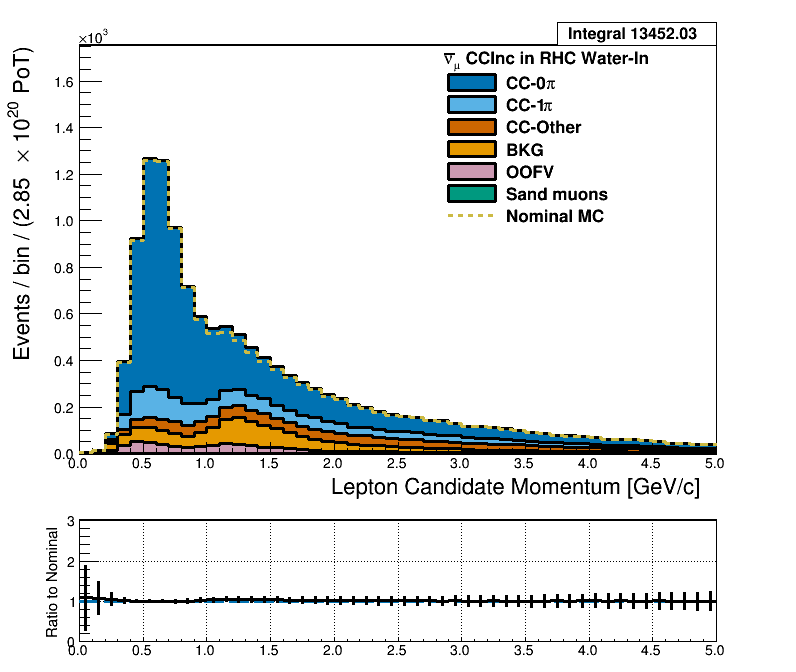 Integral 13452.03
×10³
ν̅μ CCInc in RHC Water-In
CC-0π
CC-1π
CC-Other
BKG
OOFV
Sand muons
Nominal MC
Events / bin / (2.85 × 10²⁰ PoT)
1.6
1.4
1.2
1.0
0.8
0.6
0.4
0.2
0.0
0.0 0.5 1.0 1.5 2.0 2.5 3.0 3.5 4.0 4.5 5.0
Lepton Candidate Momentum [GeV/c]
Ratio to Nominal
3
2
1
0
0.0 0.5 1.0 1.5 2.0 2.5 3.0 3.5 4.0 4.5 5.0